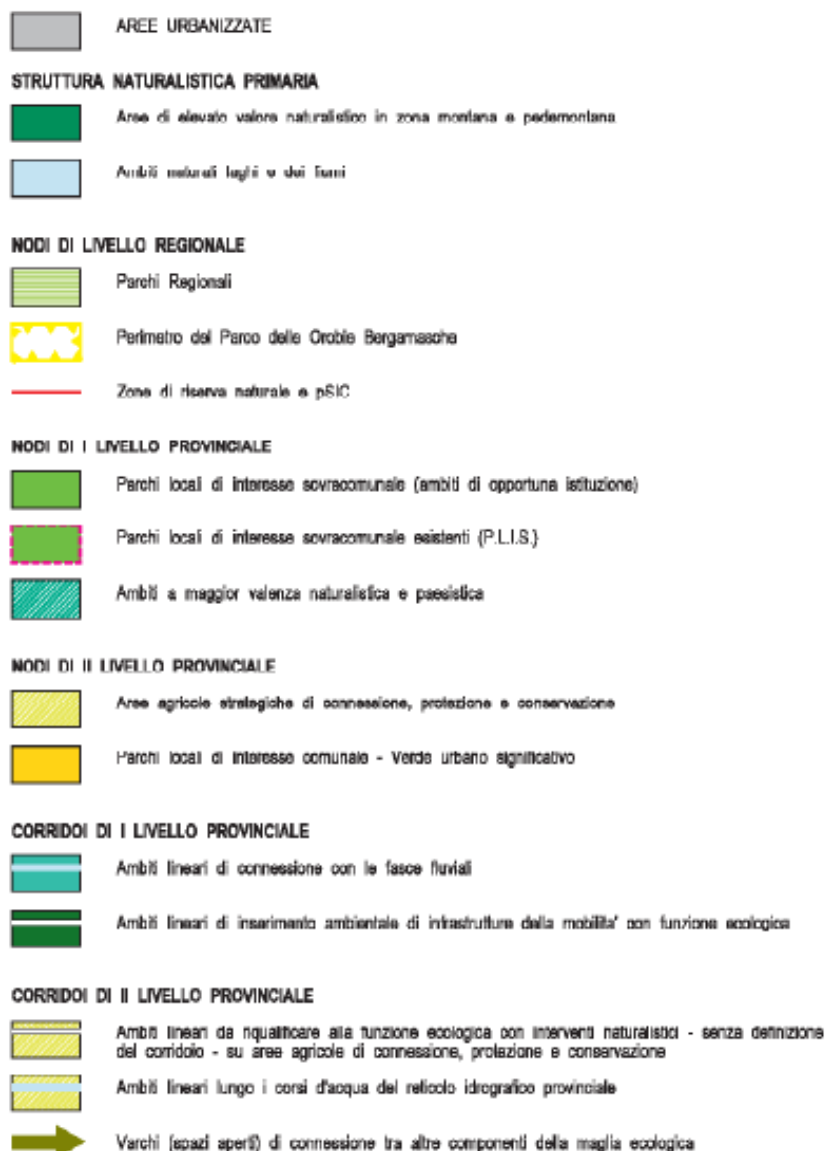 AREE URBANIZZATE
STRUTTURA NATURALISTICA PRIMARIA
Aree di elevato valore naturalistico in zona montana e pedemontana
Ambiti naturali laghi e dei fiumi
NODI DI LIVELLO REGIONALE
Parchi Regionali
Perimetro del Parco delle Orobie Bergamasche
Zone di riserva naturale e pSIC
NODI DI I LIVELLO PROVINCIALE
Parchi locali di interesse sovracomunale (ambiti di opportuna istituzione)
Parchi locali di interesse sovracomunale esistenti (P.L.I.S.)
Ambiti a maggior valenza naturalistica e paesistica
NODI DI II LIVELLO PROVINCIALE
Aree agricole strategiche di connessione, protezione e conservazione
Parchi locali di interesse comunale - Verde urbano significativo
CORRIDOI DI I LIVELLO PROVINCIALE
Ambiti lineari di connessione con le fasce fluviali
Ambiti lineari di inserimento ambientale di infrastrutture della mobilita' con funzione ecologica
CORRIDOI DI II LIVELLO PROVINCIALE
Ambiti lineari da riqualificare alla funzione ecologica con interventi naturalistici - senza definizione
del corridoio - su aree agricole di connessione, protezione e conservazione
Ambiti lineari lungo i corsi d'acqua del reticolo idrografico provinciale
Varchi (spazi aperti) di connessione tra altre componenti della maglia ecologica